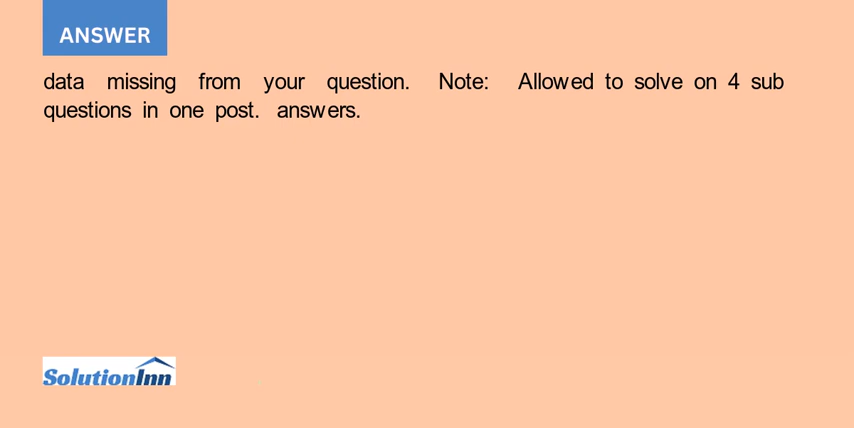 ANSWER
data missing from your question. Note: Allowed to solve on 4 sub
questions in one post. answers.
SolutionInn